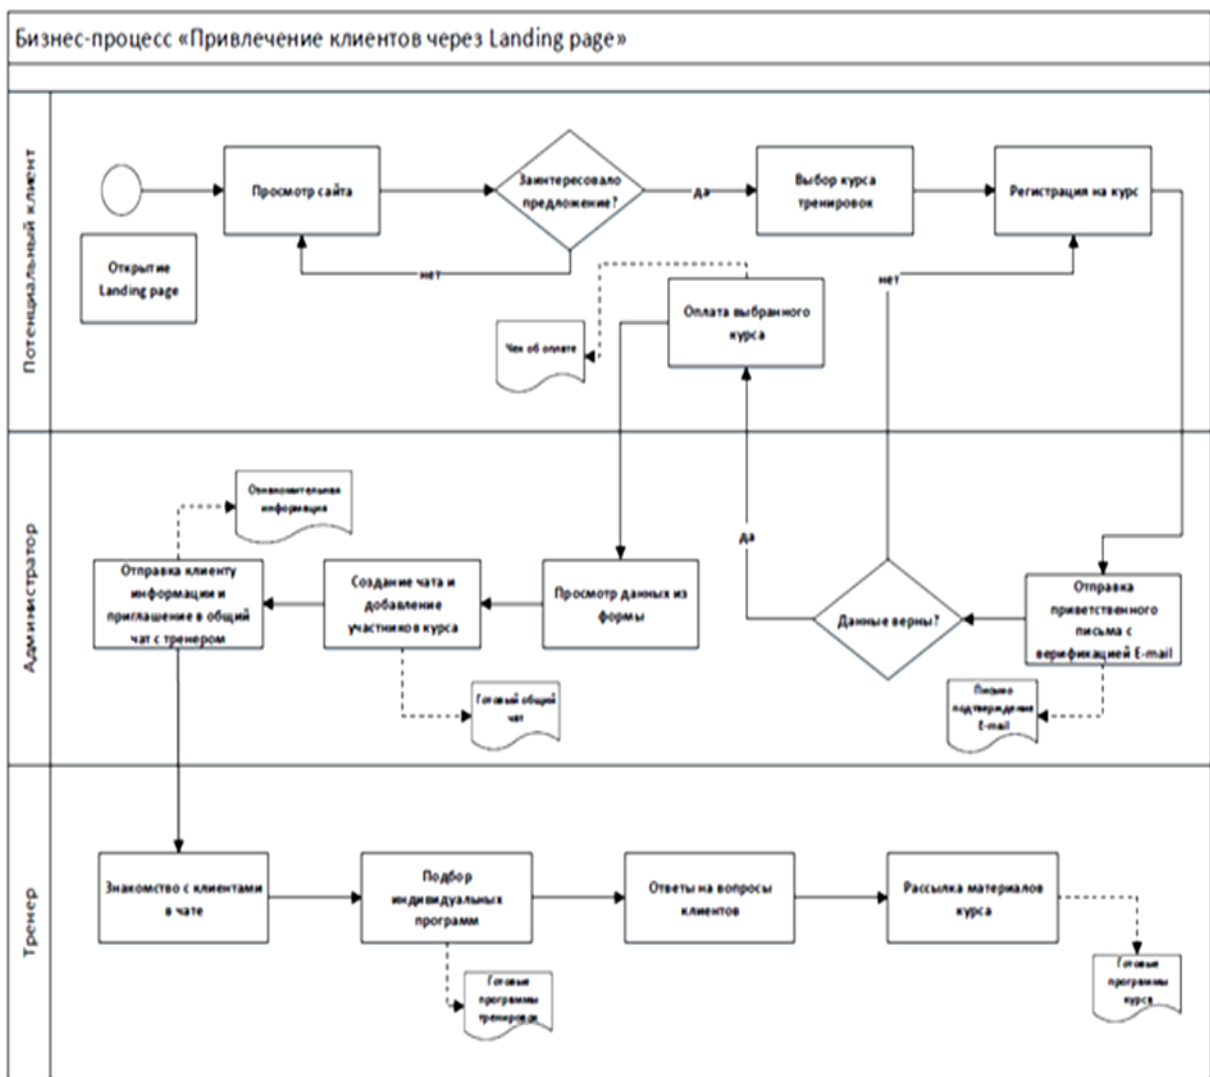 Бизнес-процесс «Привлечение клиентов через Landing page»
Потенциальный клиент
Просмотр сайта
Заинтересовало
предложение?
да
Выбор курса
тренировок
Регистрация на курс
Открытие
Landing page
нет
нет
Оплата выбранного
курса
Чек об оплате
Администратор
Ознакомительная
информация
да
Отправка клиенту
информации и
приглашение в общий
чат с тренером
Создание чата и
добавление
участников курса
Просмотр данных из
формы
Данные верны?
Отправка
приветственного
письма с
верификацией E-mail
Готовый общий
чат
Письмо
подтверждение
E-mail
Тренер
Знакомство с клиентами
в чате
Подбор
индивидуальных
программ
Ответы на вопросы
клиентов
Рассылка материалов
курса
Готовые
программы
тренировок
Готовые
программы
курса